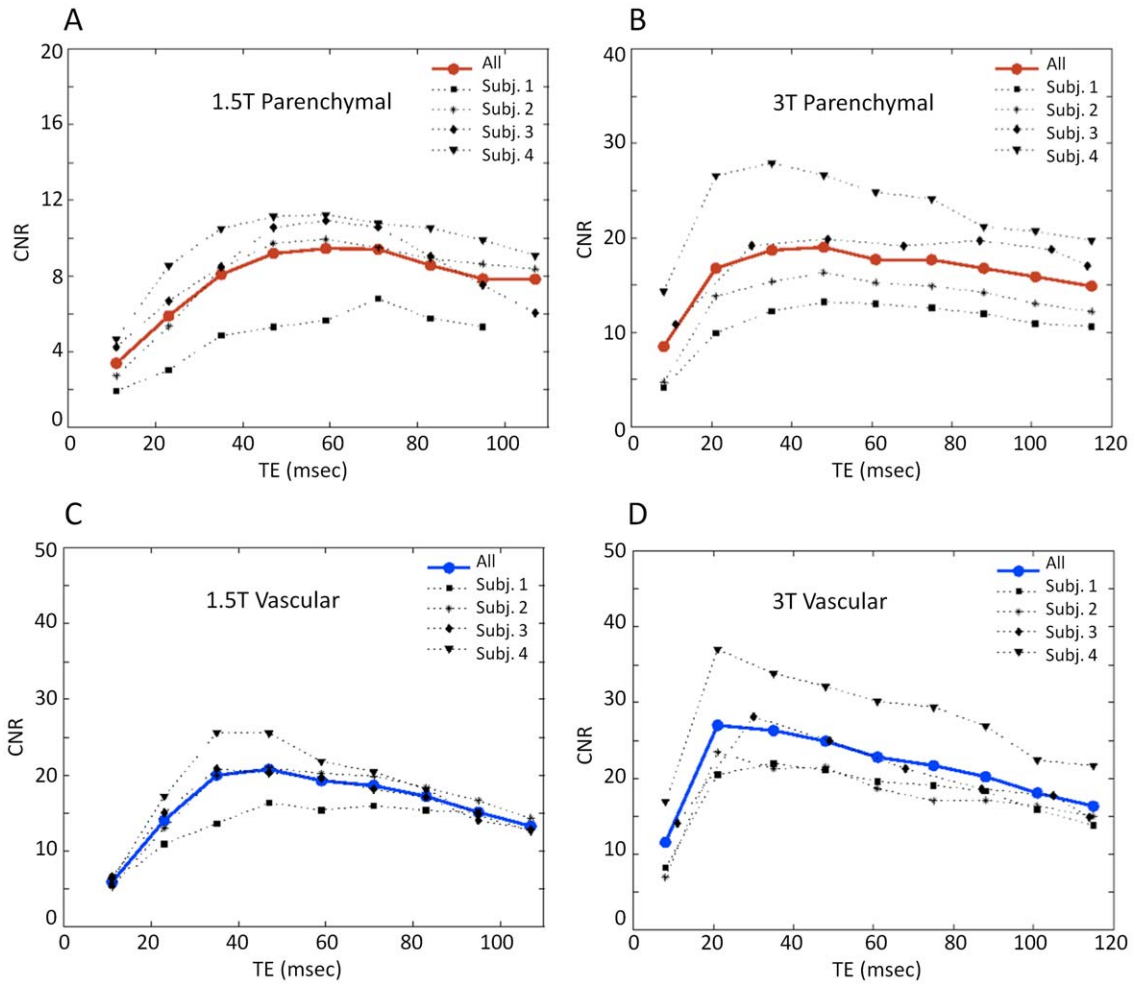 A
20
16
12
8
4
0
CNR
1.5T Parenchymal
All
Subj. 1
Subj. 2
Subj. 3
Subj. 4
0 20 40 60 80 100
TE (msec)
B
40
30
20
10
0
CNR
3T Parenchymal
All
Subj. 1
Subj. 2
Subj. 3
Subj. 4
0 20 40 60 80 100 120
TE (msec)
C
50
40
30
20
10
0
CNR
1.5T Vascular
All
Subj. 1
Subj. 2
Subj. 3
Subj. 4
0 20 40 60 80 100
TE (msec)
D
50
40
30
20
10
0
CNR
3T Vascular
All
Subj. 1
Subj. 2
Subj. 3
Subj. 4
0 20 40 60 80 100 120
TE (msec)